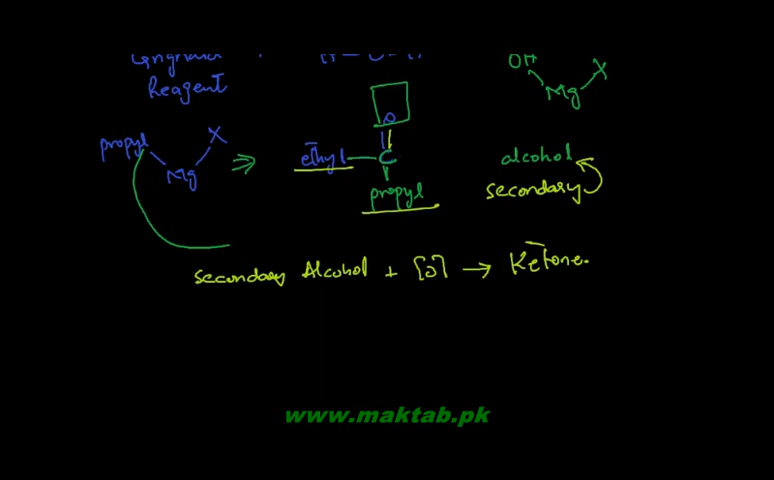 Reagent
OH Mg X
propyl Mg X
O
ethyl C
propyl
alcohol
secondary
secondary Alcohol + [O] → Ketone.
www.maktab.pk